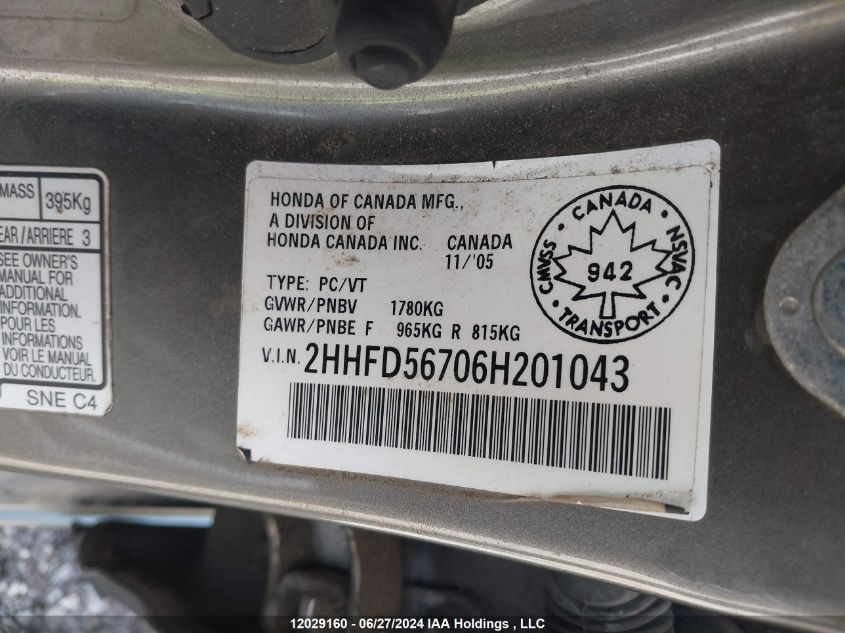 MASS 395Kg
EAR/ARRIERE 3
SEE OWNER'S
MANUAL FOR
ADDITIONAL
INFORMATION.
POUR LES
INFORMATIONS
VOIR LE MANUEL
DU CONDUCTEUR.
SNE C4
HONDA OF CANADA MFG.,
A DIVISION OF
HONDA CANADA INC. CANADA
11/'05
TYPE: PC/VT
GVWR/PNBV 1780KG
GAWR/PNBE F 965KG R 815KG
V.I.N. 2HHFD56706H201043
CANADA
CMVSS
NSVAC
942
TRANSPORT
12029160 - 06/27/2024 IAA Holdings , LLC